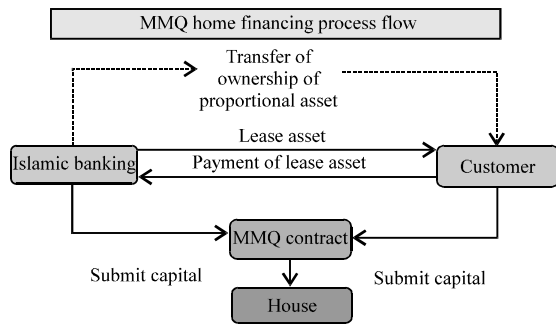 MMQ home financing process flow
Transfer of
ownership of
proportional asset
Lease asset
Islamic banking
Payment of lease asset
Customer
MMQ contract
Submit capital
Submit capital
House